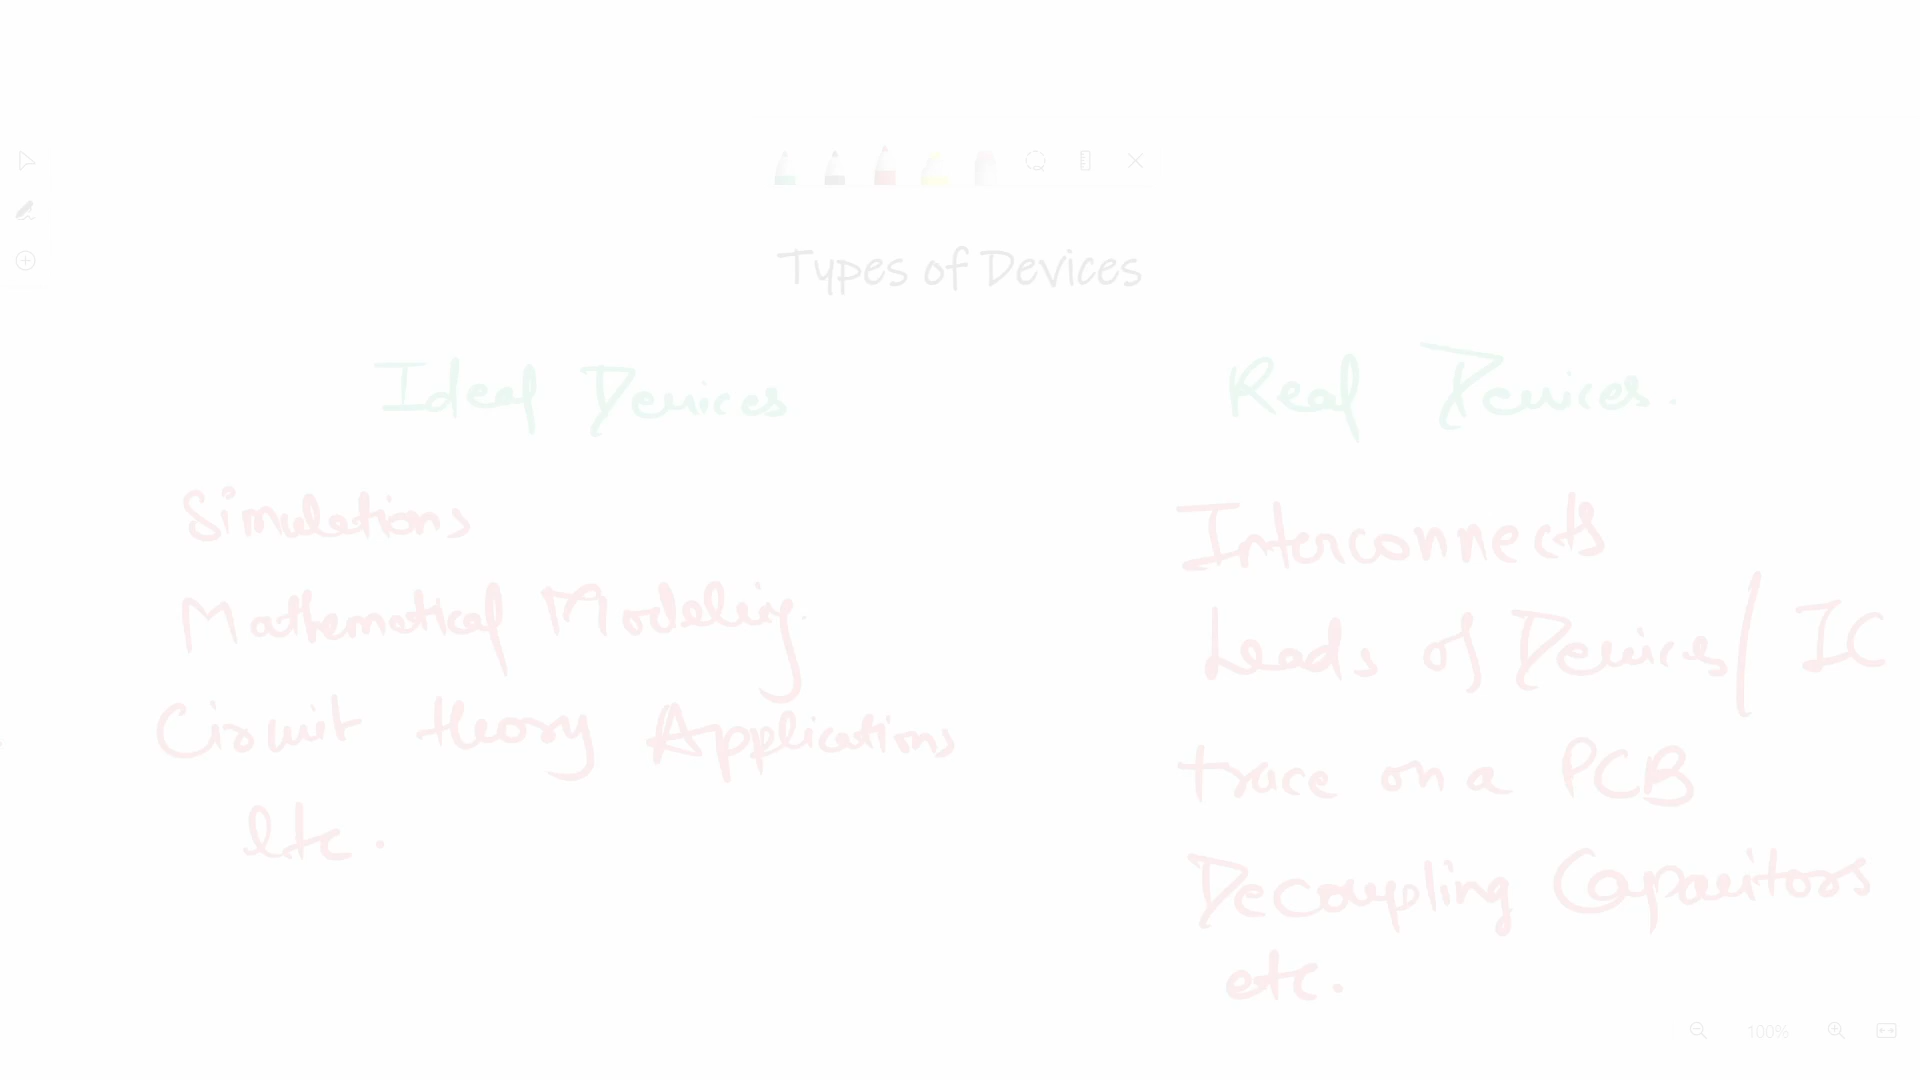 Types of Devices
Ideal Devices
Simulations
Mathematical Modeling.
Circuit theory Applications
etc.
Real Devices.
Interconnects
Leads of Devices/IC
trace on a PCB
Decoupling Capacitors
etc.
100%